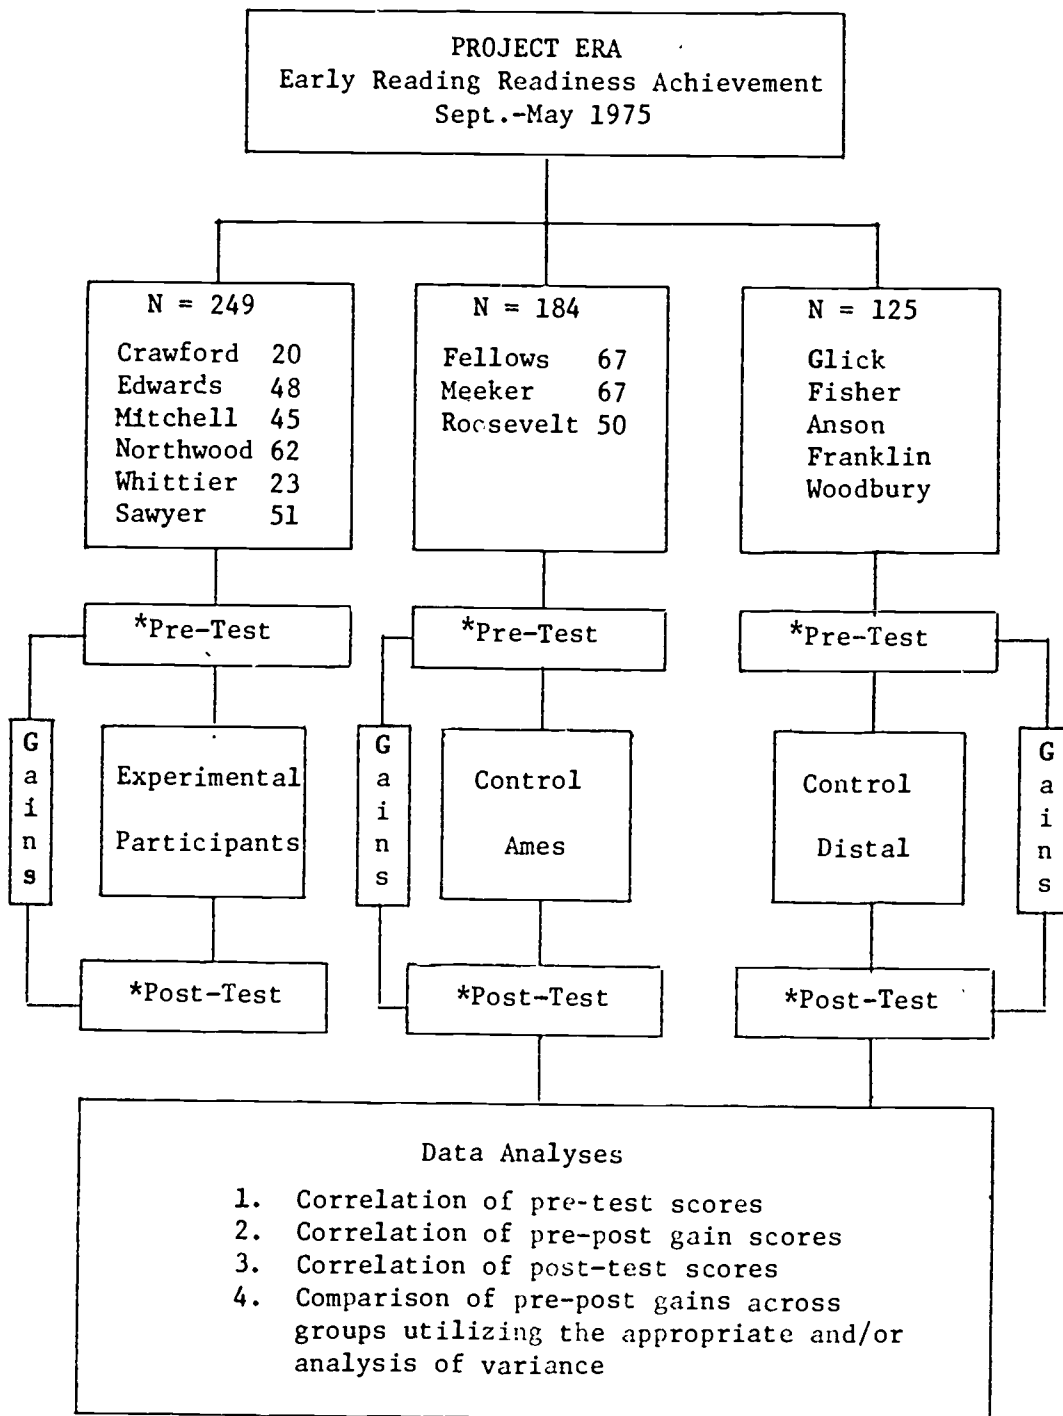 PROJECT ERA
Early Reading Readiness Achievement
Sept.-May 1975
N = 249
Crawford 20
Edwards 48
Mitchell 45
Northwood 62
Whittier 23
Sawyer 51
N = 184
Fellows 67
Meeker 67
Roosevelt 50
N = 125
Glick
Fisher
Anson
Franklin
Woodbury
*Pre-Test
*Pre-Test
*Pre-Test
Gains
Experimental
Participants
Gains
Control
Ames
Control
Distal
Gains
*Post-Test
*Post-Test
*Post-Test
Data Analyses
1. Correlation of pre-test scores
2. Correlation of pre-post gain scores
3. Correlation of post-test scores
4. Comparison of pre-post gains across
groups utilizing the appropriate and/or
analysis of variance